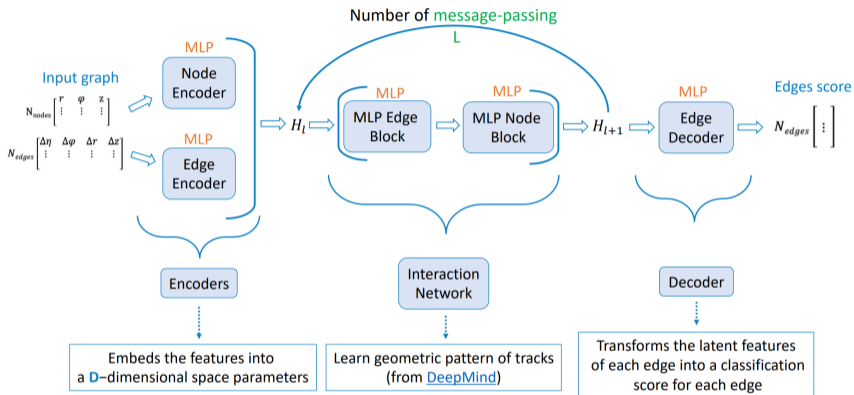 Number of message-passing
L
Input graph
MLP
Node
Encoder
N_nodes [r φ z
⋮ ⋮ ⋮]
MLP
Edge
Encoder
N_edges [Δη Δφ Δr Δz
⋮ ⋮ ⋮ ⋮]
H_l
MLP
MLP Edge
Block
MLP
MLP Node
Block
H_{l+1}
MLP
Edge
Decoder
Edges score
N_edges [⋮]
Encoders
Interaction
Network
Decoder
Embeds the features into
a D–dimensional space parameters
Learn geometric pattern of tracks
(from DeepMind)
Transforms the latent features
of each edge into a classification
score for each edge